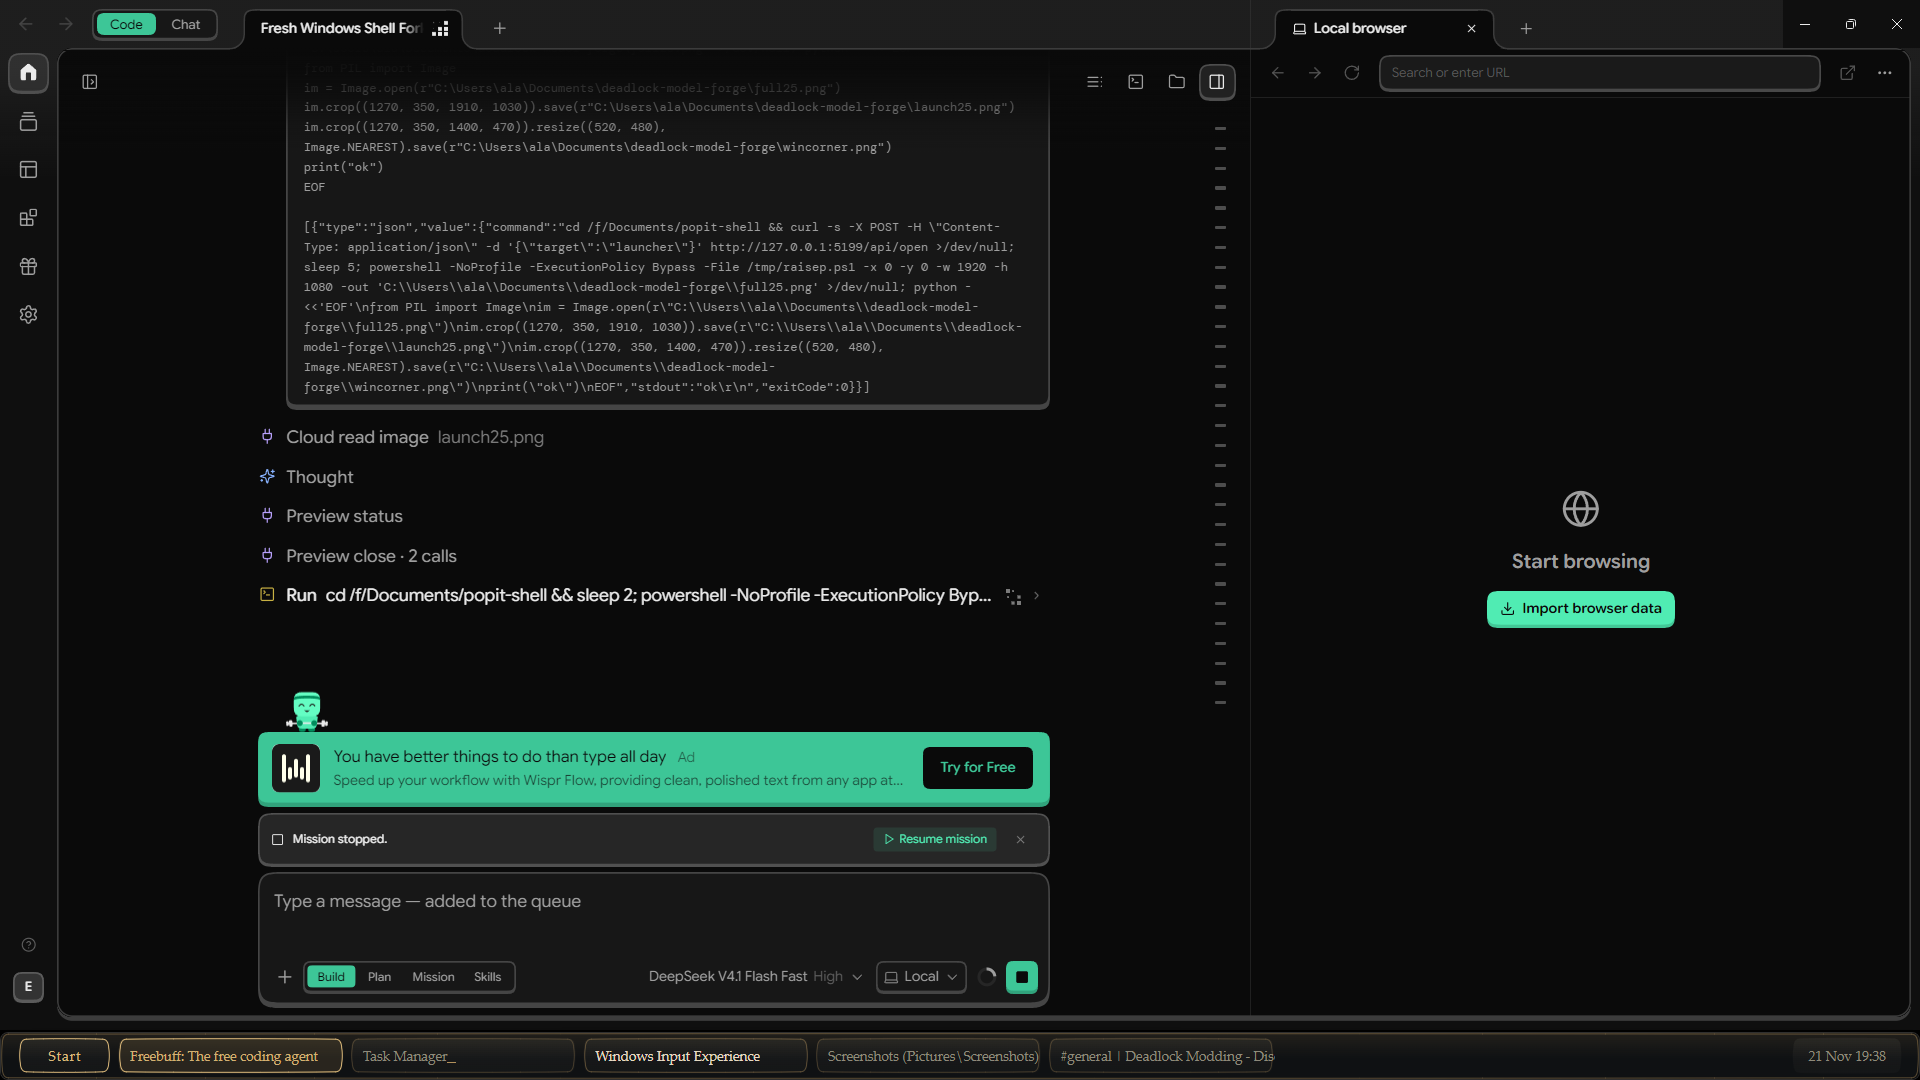 Code
Chat
Fresh Windows Shell For
Local browser
Search or enter URL
from PIL import Image
im = Image.open(r"C:\Users\ala\Documents\deadlock-model-forge\full25.png")
im.crop((1270, 350, 1910, 1030)).save(r"C:\Users\ala\Documents\deadlock-model-forge\launch25.png")
im.crop((1270, 350, 1400, 470)).resize((520, 480),
Image.NEAREST).save(r"C:\Users\ala\Documents\deadlock-model-forge\wincorner.png")
print("ok")
EOF
[{"type":"json","value":{"command":"cd /f/Documents/popit-shell && curl -s -X POST -H \"Content-
Type: application/json\" -d '{\"target\":\"launcher\"}' http://127.0.0.1:5199/api/open >/dev/null;
sleep 5; powershell -NoProfile -ExecutionPolicy Bypass -File /tmp/raisep.ps1 -x 0 -y 0 -w 1920 -h
1080 -out 'C:\\Users\\ala\\Documents\\deadlock-model-forge\\full25.png' >/dev/null; python -
<<'EOF'\nfrom PIL import Image\nim = Image.open(r\"C:\\Users\\ala\\Documents\\deadlock-model-
forge\\full25.png\")\nim.crop((1270, 350, 1910, 1030)).save(r\"C:\\Users\\ala\\Documents\\deadlock-
model-forge\\launch25.png\")\nim.crop((1270, 350, 1400, 470)).resize((520, 480),
Image.NEAREST).save(r\"C:\\Users\\ala\\Documents\\deadlock-model-
forge\\wincorner.png\")\nprint(\"ok\")\nEOF","stdout":"ok\r\n","exitCode":0}}]
Cloud read image launch25.png
Thought
Preview status
Preview close · 2 calls
Run cd /f/Documents/popit-shell && sleep 2; powershell -NoProfile -ExecutionPolicy Byp...
Start browsing
Import browser data
You have better things to do than type all day Ad
Speed up your workflow with Wispr Flow, providing clean, polished text from any app at...
Try for Free
Mission stopped.
Resume mission
Type a message — added to the queue
Build
Plan
Mission
Skills
DeepSeek V4.1 Flash Fast High
Local
E
Start
Freebuff: The free coding agent
Task Manager_
Windows Input Experience
Screenshots (Pictures\Screenshots)
#general | Deadlock Modding - Dis
21 Nov 19:38